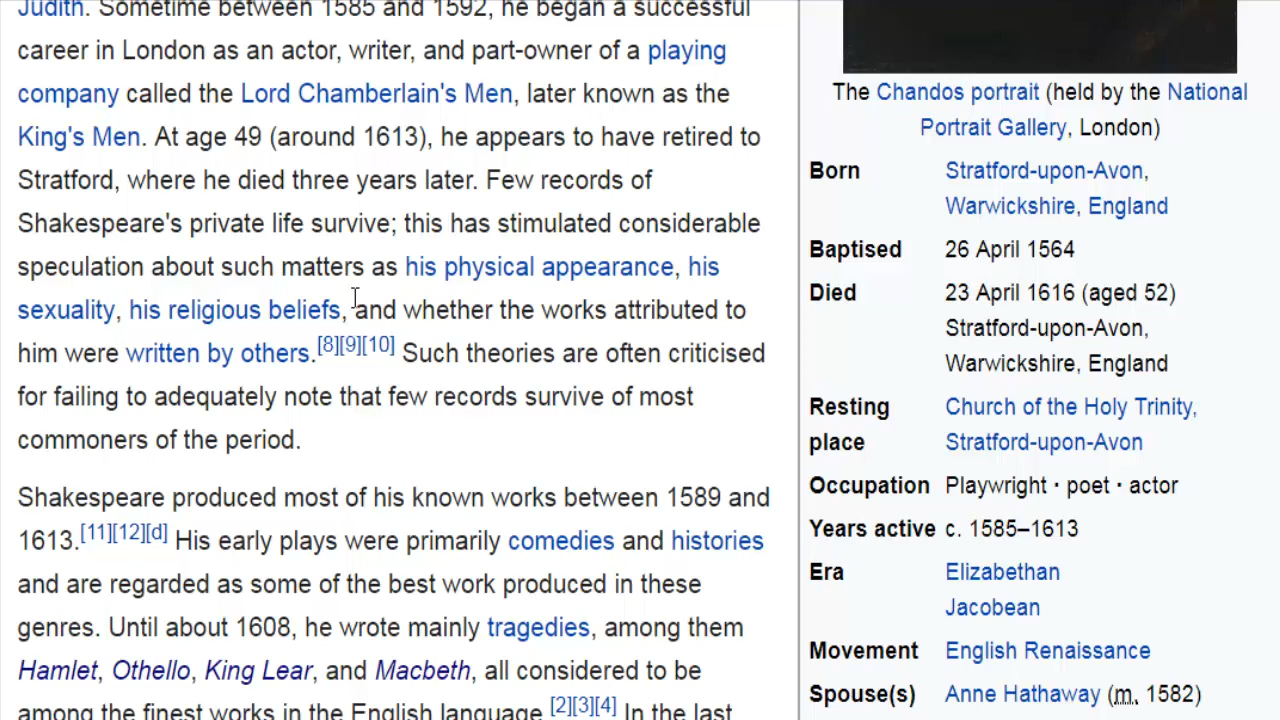 Judith. Sometime between 1585 and 1592, he began a successful
career in London as an actor, writer, and part-owner of a playing
company called the Lord Chamberlain's Men, later known as the
King's Men. At age 49 (around 1613), he appears to have retired to
Stratford, where he died three years later. Few records of
Shakespeare's private life survive; this has stimulated considerable
speculation about such matters as his physical appearance, his
sexuality, his religious beliefs, and whether the works attributed to
him were written by others.[8][9][10] Such theories are often criticised
for failing to adequately note that few records survive of most
commoners of the period.
Shakespeare produced most of his known works between 1589 and
1613.[11][12][d] His early plays were primarily comedies and histories
and are regarded as some of the best work produced in these
genres. Until about 1608, he wrote mainly tragedies, among them
Hamlet, Othello, King Lear, and Macbeth, all considered to be
among the finest works in the English language.[2][3][4] In the last
The Chandos portrait (held by the National
Portrait Gallery, London)
Born Stratford-upon-Avon,
Warwickshire, England
Baptised 26 April 1564
Died 23 April 1616 (aged 52)
Stratford-upon-Avon,
Warwickshire, England
Resting Church of the Holy Trinity,
place Stratford-upon-Avon
Occupation Playwright · poet · actor
Years active c. 1585–1613
Era Elizabethan
Jacobean
Movement English Renaissance
Spouse(s) Anne Hathaway (m. 1582)